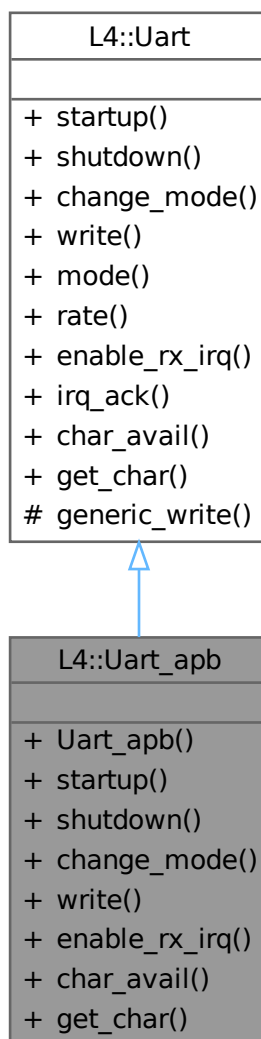 L4::Uart
+ startup()
+ shutdown()
+ change_mode()
+ write()
+ mode()
+ rate()
+ enable_rx_irq()
+ irq_ack()
+ char_avail()
+ get_char()
# generic_write()
L4::Uart_apb
+ Uart_apb()
+ startup()
+ shutdown()
+ change_mode()
+ write()
+ enable_rx_irq()
+ char_avail()
+ get_char()